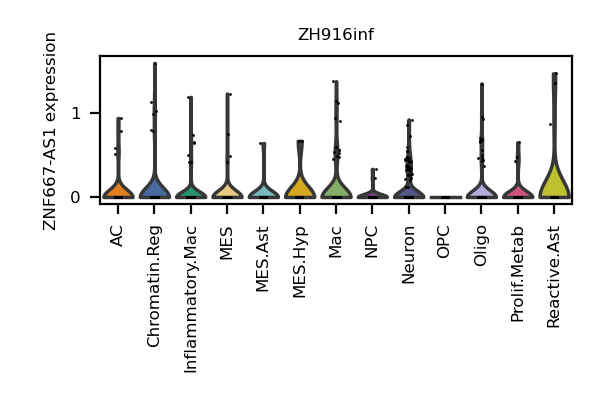 ZH916inf
ZNF667-AS1 expression
1
0
AC
Chromatin.Reg
Inflammatory.Mac
MES
MES.Ast
MES.Hyp
Mac
NPC
Neuron
OPC
Oligo
Prolif.Metab
Reactive.Ast